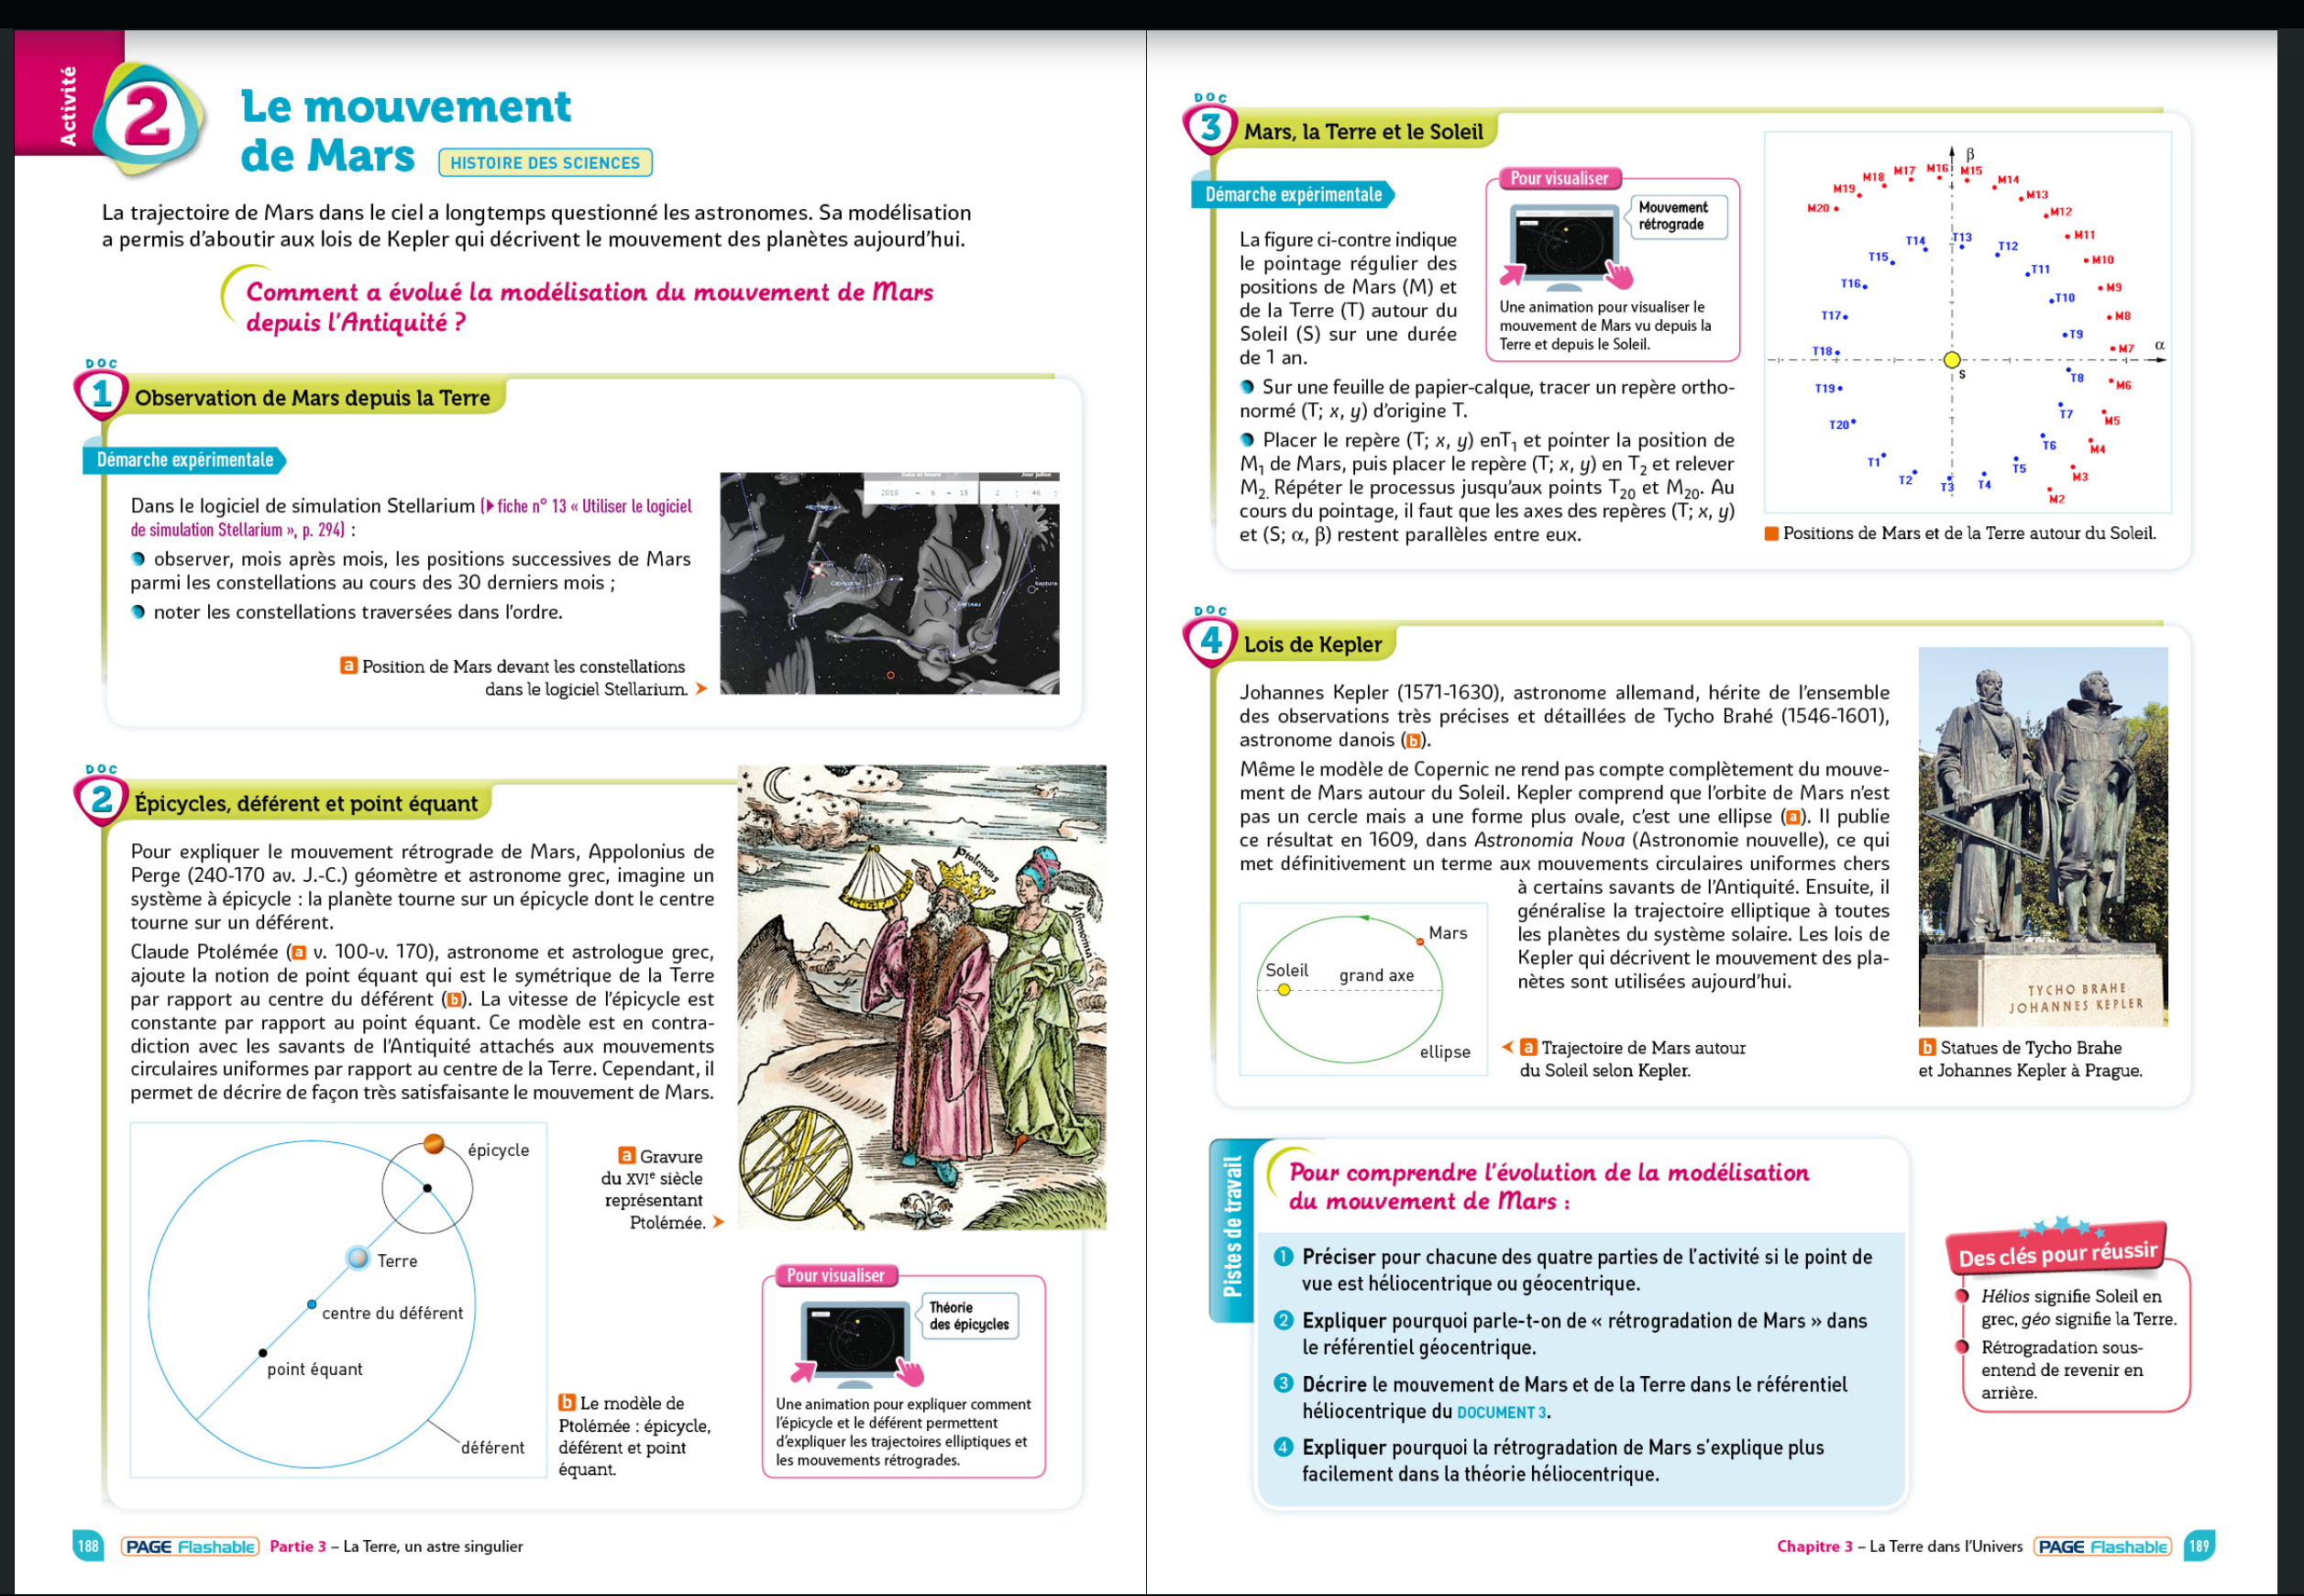 Activité
2
Le mouvement
de Mars
HISTOIRE DES SCIENCES
La trajectoire de Mars dans le ciel a longtemps questionné les astronomes. Sa modélisation
a permis d'aboutir aux lois de Kepler qui décrivent le mouvement des planètes aujourd'hui.
Comment a évolué la modélisation du mouvement de Mars
depuis l'Antiquité ?
DOC
1
Observation de Mars depuis la Terre
Démarche expérimentale
Dans le logiciel de simulation Stellarium (▶ fiche n° 13 « Utiliser le logiciel
de simulation Stellarium », p. 294) :
observer, mois après mois, les positions successives de Mars
parmi les constellations au cours des 30 derniers mois ;
noter les constellations traversées dans l'ordre.
a Position de Mars devant les constellations
dans le logiciel Stellarium.
Date et heure
Jour julien
2010 - 6 - 15 2 : 46 :
Capricorne
Verseau
Neptune
DOC
2
Épicycles, déférent et point équant
Pour expliquer le mouvement rétrograde de Mars, Appolonius de
Perge (240-170 av. J.-C.) géomètre et astronome grec, imagine un
système à épicycle : la planète tourne sur un épicycle dont le centre
tourne sur un déférent.
Claude Ptolémée (a v. 100-v. 170), astronome et astrologue grec,
ajoute la notion de point équant qui est le symétrique de la Terre
par rapport au centre du déférent (b). La vitesse de l'épicycle est
constante par rapport au point équant. Ce modèle est en contra-
diction avec les savants de l'Antiquité attachés aux mouvements
circulaires uniformes par rapport au centre de la Terre. Cependant, il
permet de décrire de façon très satisfaisante le mouvement de Mars.
Ptolemeus
épicycle
Terre
centre du déférent
point équant
déférent
a Gravure
du XVIe siècle
représentant
Ptolémée.
b Le modèle de
Ptolémée : épicycle,
déférent et point
équant.
Pour visualiser
Théorie
des épicycles
Une animation pour expliquer comment
l'épicycle et le déférent permettent
d'expliquer les trajectoires elliptiques et
les mouvements rétrogrades.
188 PAGE Flashable Partie 3 – La Terre, un astre singulier
DOC
3
Mars, la Terre et le Soleil
Démarche expérimentale
La figure ci-contre indique
le pointage régulier des
positions de Mars (M) et
de la Terre (T) autour du
Soleil (S) sur une durée
de 1 an.
Pour visualiser
Mouvement
rétrograde
Une animation pour visualiser le
mouvement de Mars vu depuis la
Terre et depuis le Soleil.
Sur une feuille de papier-calque, tracer un repère ortho-
normé (T; x, y) d'origine T.
Placer le repère (T; x, y) enT1 et pointer la position de
M1 de Mars, puis placer le repère (T; x, y) en T2 et relever
M2. Répéter le processus jusqu'aux points T20 et M20. Au
cours du pointage, il faut que les axes des repères (T; x, y)
et (S; α, β) restent parallèles entre eux.
β
M20 M19 M18 M17 M16 M15 M14 M13 M12
M11
M10
M9
M8
M7
α
M6
M5
M4
M3
M2
T15 T14 T13 T12
T11
T16
T10
T17
T9
T18
S
T8
T19
T7
T20
T6
T1
T5
T2
T3
T4
Positions de Mars et de la Terre autour du Soleil.
DOC
4
Lois de Kepler
Johannes Kepler (1571-1630), astronome allemand, hérite de l'ensemble
des observations très précises et détaillées de Tycho Brahé (1546-1601),
astronome danois (b).
Même le modèle de Copernic ne rend pas compte complètement du mouve-
ment de Mars autour du Soleil. Kepler comprend que l'orbite de Mars n'est
pas un cercle mais a une forme plus ovale, c'est une ellipse (a). Il publie
ce résultat en 1609, dans Astronomia Nova (Astronomie nouvelle), ce qui
met définitivement un terme aux mouvements circulaires uniformes chers
à certains savants de l'Antiquité. Ensuite, il
généralise la trajectoire elliptique à toutes
les planètes du système solaire. Les lois de
Kepler qui décrivent le mouvement des pla-
nètes sont utilisées aujourd'hui.
Mars
Soleil
grand axe
ellipse
a Trajectoire de Mars autour
du Soleil selon Kepler.
TYCHO BRAHE
JOHANNES KEPLER
b Statues de Tycho Brahe
et Johannes Kepler à Prague.
Pistes de travail
Pour comprendre l'évolution de la modélisation
du mouvement de Mars :
1 Préciser pour chacune des quatre parties de l'activité si le point de
vue est héliocentrique ou géocentrique.
2 Expliquer pourquoi parle-t-on de « rétrogradation de Mars » dans
le référentiel géocentrique.
3 Décrire le mouvement de Mars et de la Terre dans le référentiel
héliocentrique du DOCUMENT 3.
4 Expliquer pourquoi la rétrogradation de Mars s'explique plus
facilement dans la théorie héliocentrique.
Des clés pour réussir
Hélios signifie Soleil en
grec, géo signifie la Terre.
Rétrogradation sous-
entend de revenir en
arrière.
Chapitre 3 – La Terre dans l'Univers PAGE Flashable 189